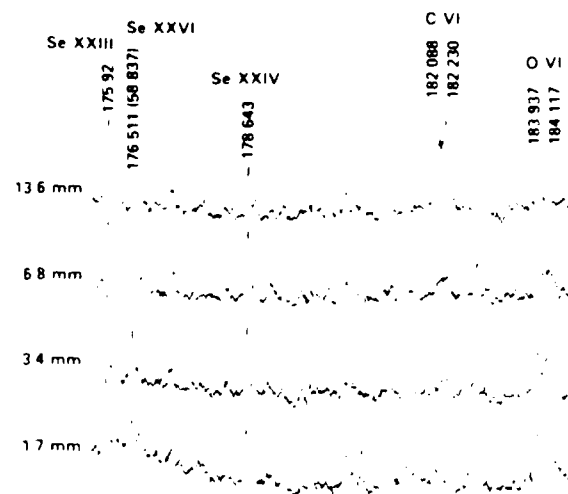 Se XXIII
Se XXVI
Se XXIV
C VI
O VI
175 92
176 511 (58 837)
178 643
182 088
182 230
183 937
184 117
13 6 mm
6 8 mm
3 4 mm
1 7 mm